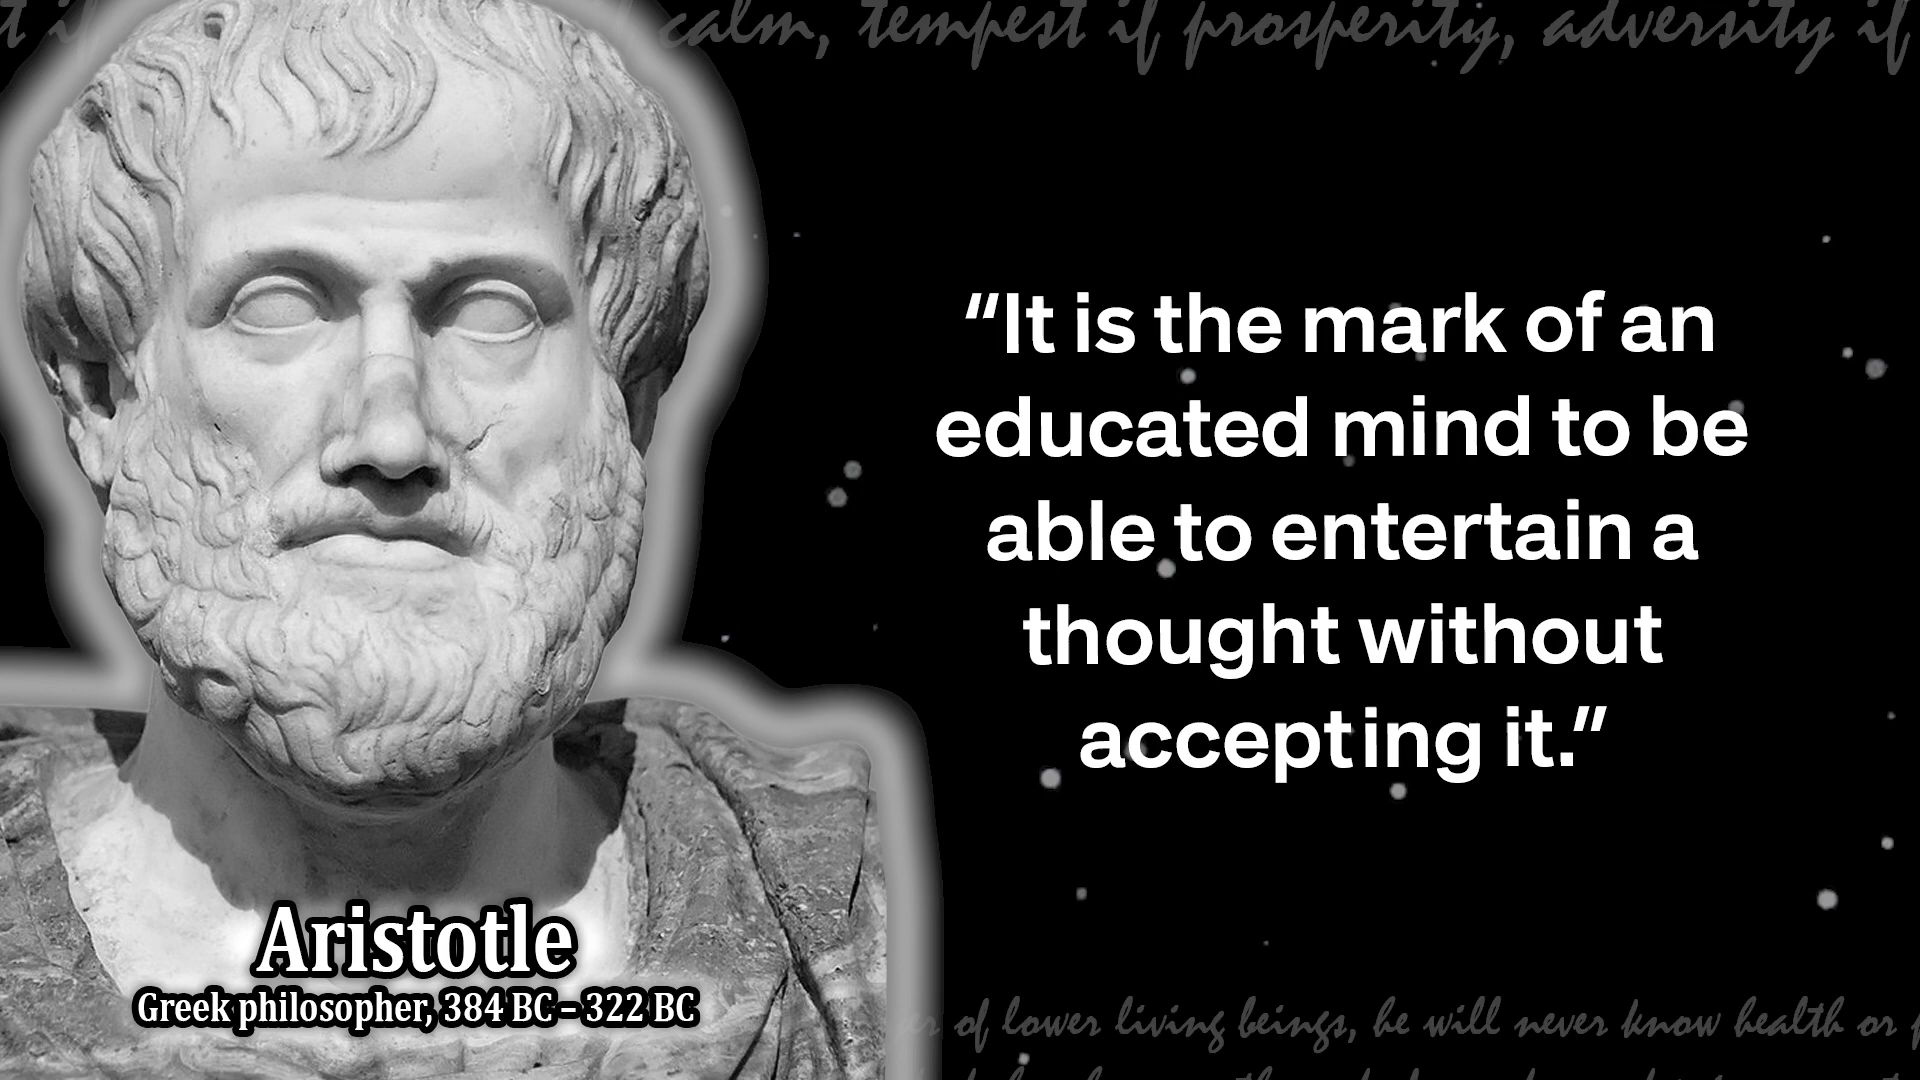 calm, tempest if prosperity, adversity if
“It is the mark of an
educated mind to be
able to entertain a
thought without
accepting it.”
Aristotle
Greek philosopher, 384 BC – 322 BC
of lower living beings, he will never know health or